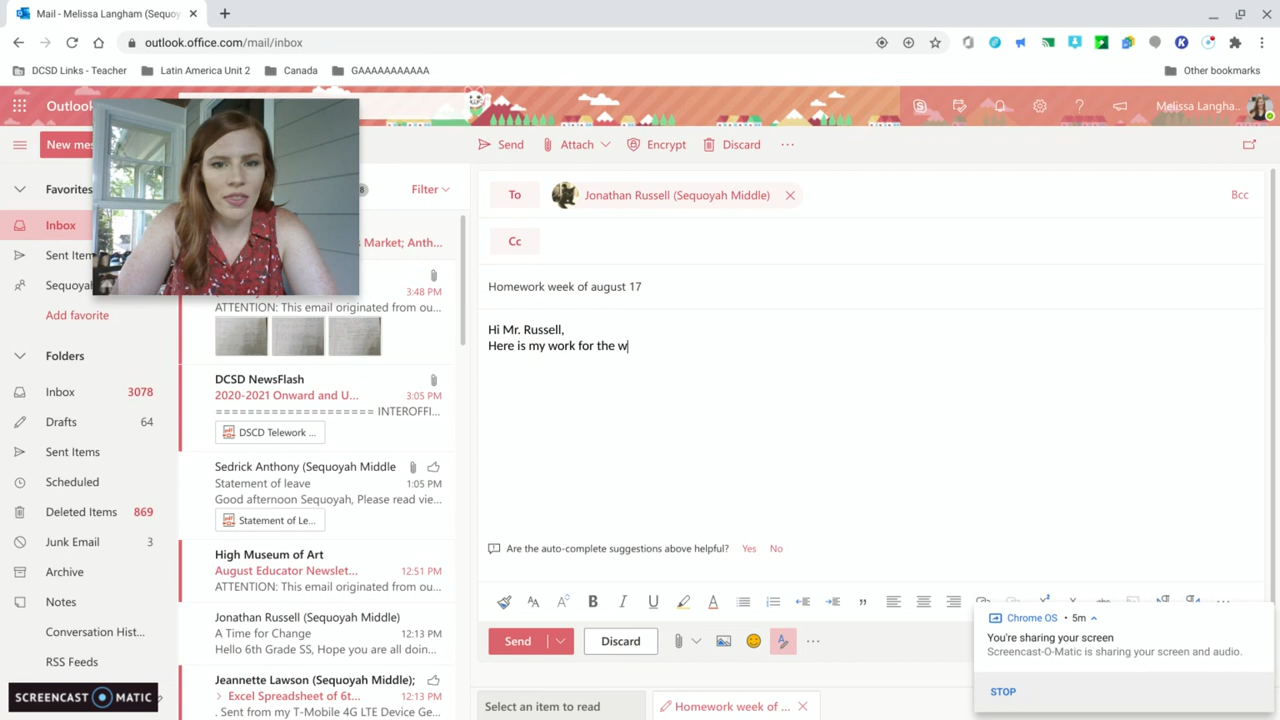 Mail - Melissa Langham (Sequoy
outlook.office.com/mail/inbox
DCSD Links - Teacher
Latin America Unit 2
Canada
GAAAAAAAAAAA
Other bookmarks
Outlook
Melissa Langha..
New mes
Send
Attach
Encrypt
Discard
Favorites
Filter
Inbox
Sent Item
Sequoyah
Add favorite
Folders
Inbox 3078
Drafts 64
Sent Items
Scheduled
Deleted Items 869
Junk Email 3
Archive
Notes
Conversation Hist...
RSS Feeds
SCREENCAST O MATIC
8
s Market; Anth...
3:48 PM
ATTENTION: This email originated from ou...
DCSD NewsFlash
2020-2021 Onward and U... 3:05 PM
==================== INTEROFFI...
DSCD Telework ...
Sedrick Anthony (Sequoyah Middle
Statement of leave 1:05 PM
Good afternoon Sequoyah, Please read vie...
Statement of Le...
High Museum of Art
August Educator Newslet... 12:51 PM
ATTENTION: This email originated from ou...
Jonathan Russell (Sequoyah Middle)
A Time for Change 12:13 PM
Hello 6th Grade SS, Hope you are all doin...
Jeannette Lawson (Sequoyah Middle);
> Excel Spreadsheet of 6t... 12:13 PM
. Sent from my T-Mobile 4G LTE Device Ge...
To
Jonathan Russell (Sequoyah Middle)
Bcc
Cc
Homework week of august 17
Hi Mr. Russell,
Here is my work for the w
Are the auto-complete suggestions above helpful? Yes No
Send
Discard
Select an item to read
Homework week of ...
Chrome OS • 5m
You're sharing your screen
Screencast-O-Matic is sharing your screen and audio.
STOP